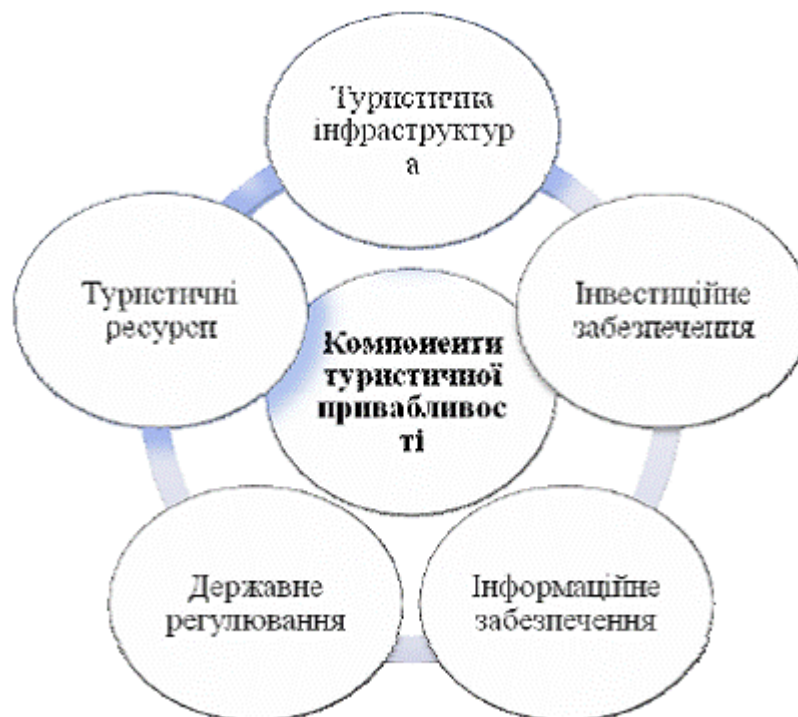 Туристична
інфраструктур
а
Туристичні
ресурси
Інвестиційне
забезпечення
Компоненти
туристичної
привабливос
ті
Державне
регулювання
Інформаційне
забезпечення